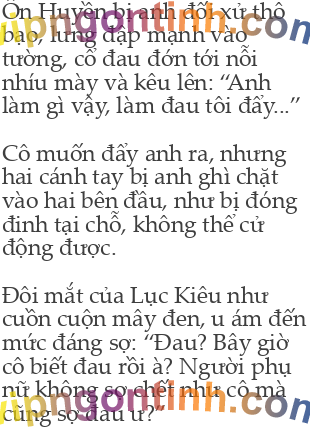 Ôn Huyền bị anh đối xử thô
bạo, lưng đập mạnh vào
tường, cô đau đớn tới nỗi
nhíu mày và kêu lên: “Anh
làm gì vậy, làm đau tôi đấy...”
Cô muốn đẩy anh ra, nhưng
hai cánh tay bị anh ghì chặt
vào hai bên đầu, như bị đóng
đinh tại chỗ, không thể cử
động được.
Đôi mắt của Lục Kiêu như
cuồn cuộn mây đen, u ám đến
mức đáng sợ: “Đau? Bây giờ
cô biết đau rồi à? Người phụ
nữ không sợ chết như cô mà
cũng sợ đau ư?”
vipngontinh.com
vipngontinh.com